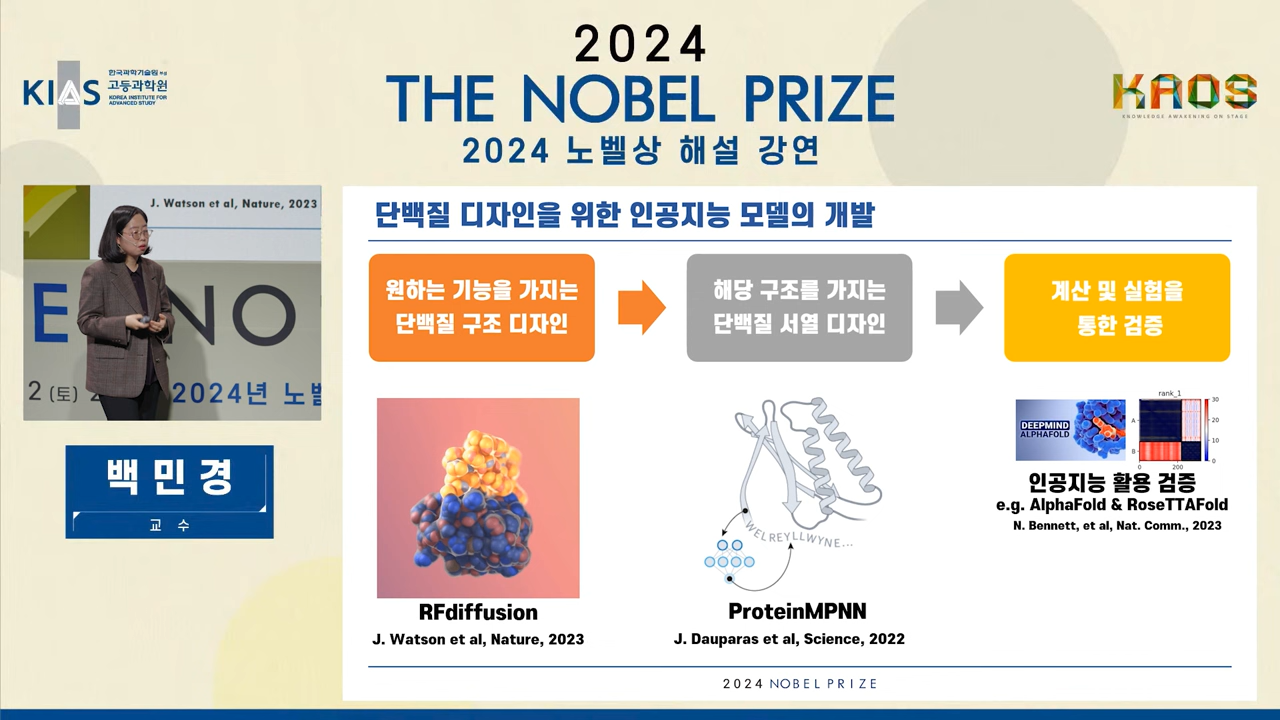 2024
THE NOBEL PRIZE
2024 노벨상 해설 강연
KIAS
한국과학기술원 부설
고등과학원
KOREA INSTITUTE FOR
ADVANCED STUDY
KAOS
KNOWLEDGE AWAKENING ON STAGE
J. Watson et al, Nature, 2023
E NO
2 (토) 2024년 노벨
백민경
교 수
단백질 디자인을 위한 인공지능 모델의 개발
원하는 기능을 가지는
단백질 구조 디자인
해당 구조를 가지는
단백질 서열 디자인
계산 및 실험을
통한 검증
RFdiffusion
J. Watson et al, Nature, 2023
WELREYLLWYNE...
ProteinMPNN
J. Dauparas et al, Science, 2022
DEEPMIND
ALPHAFOLD
rank_1
A
B
0 200
30
20
10
0
인공지능 활용 검증
e.g. AlphaFold & RoseTTAFold
N. Bennett, et al, Nat. Comm., 2023
2024 NOBEL PRIZE